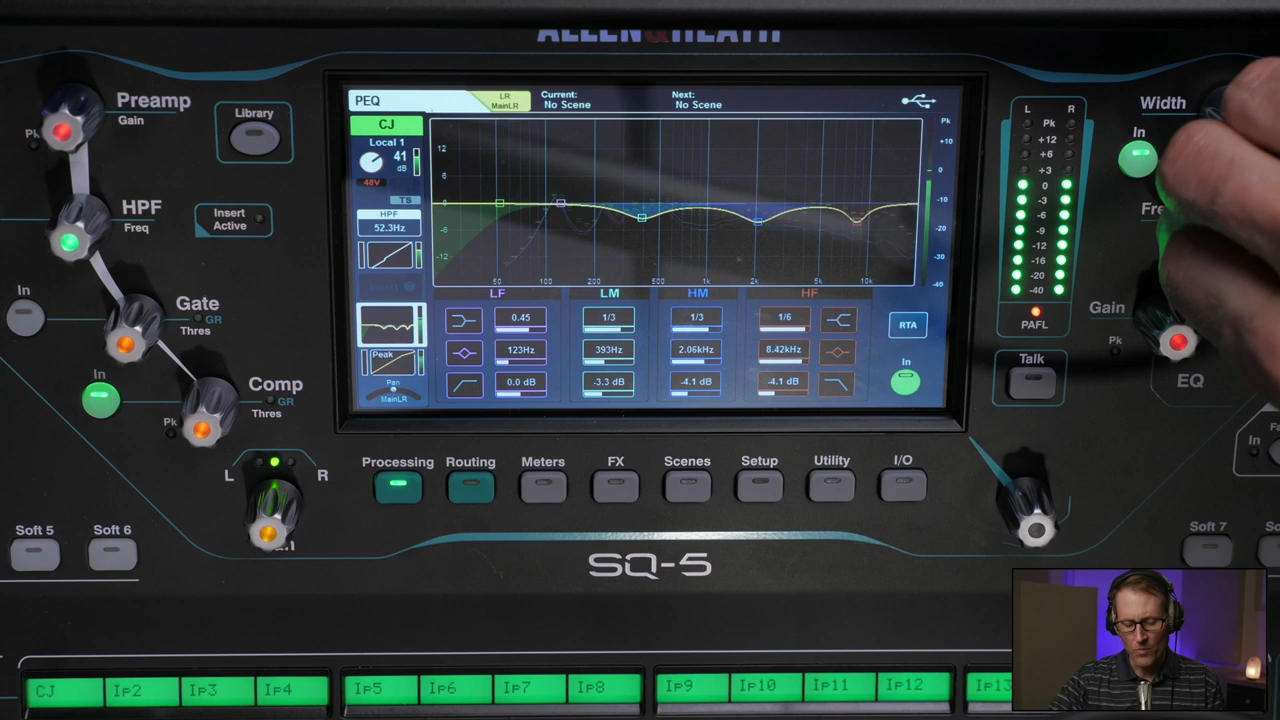 ALLEN&HEATH
Preamp
Gain
Pk
Library
HPF
Freq
Insert
Active
In
Gate
GR
Thres
In
Comp
GR
Thres
Pk
L
R
PEQ
LR
MainLR
Current:
No Scene
Next:
No Scene
CJ
Local 1
41
dB
48V
TS
HPF
52.3Hz
Peak
Pan
MainLR
12
6
-6
-12
50
100
200
500
1k
2k
5k
10k
Pk
+10
0
-10
-20
-30
-40
LF
LM
HM
HF
0.45
1/3
1/3
1/6
123Hz
393Hz
2.06kHz
8.42kHz
0.0 dB
-3.3 dB
-4.1 dB
-4.1 dB
RTA
In
L
R
Pk
+12
+6
+3
0
-3
-6
-9
-12
-16
-20
-40
PAFL
Talk
Width
In
Gain
Pk
EQ
In
Processing
Routing
Meters
FX
Scenes
Setup
Utility
I/O
Soft 5
Soft 6
Soft 7
SQ-5
CJ
Ip2
Ip3
Ip4
Ip5
Ip6
Ip7
Ip8
Ip9
Ip10
Ip11
Ip12
Ip13